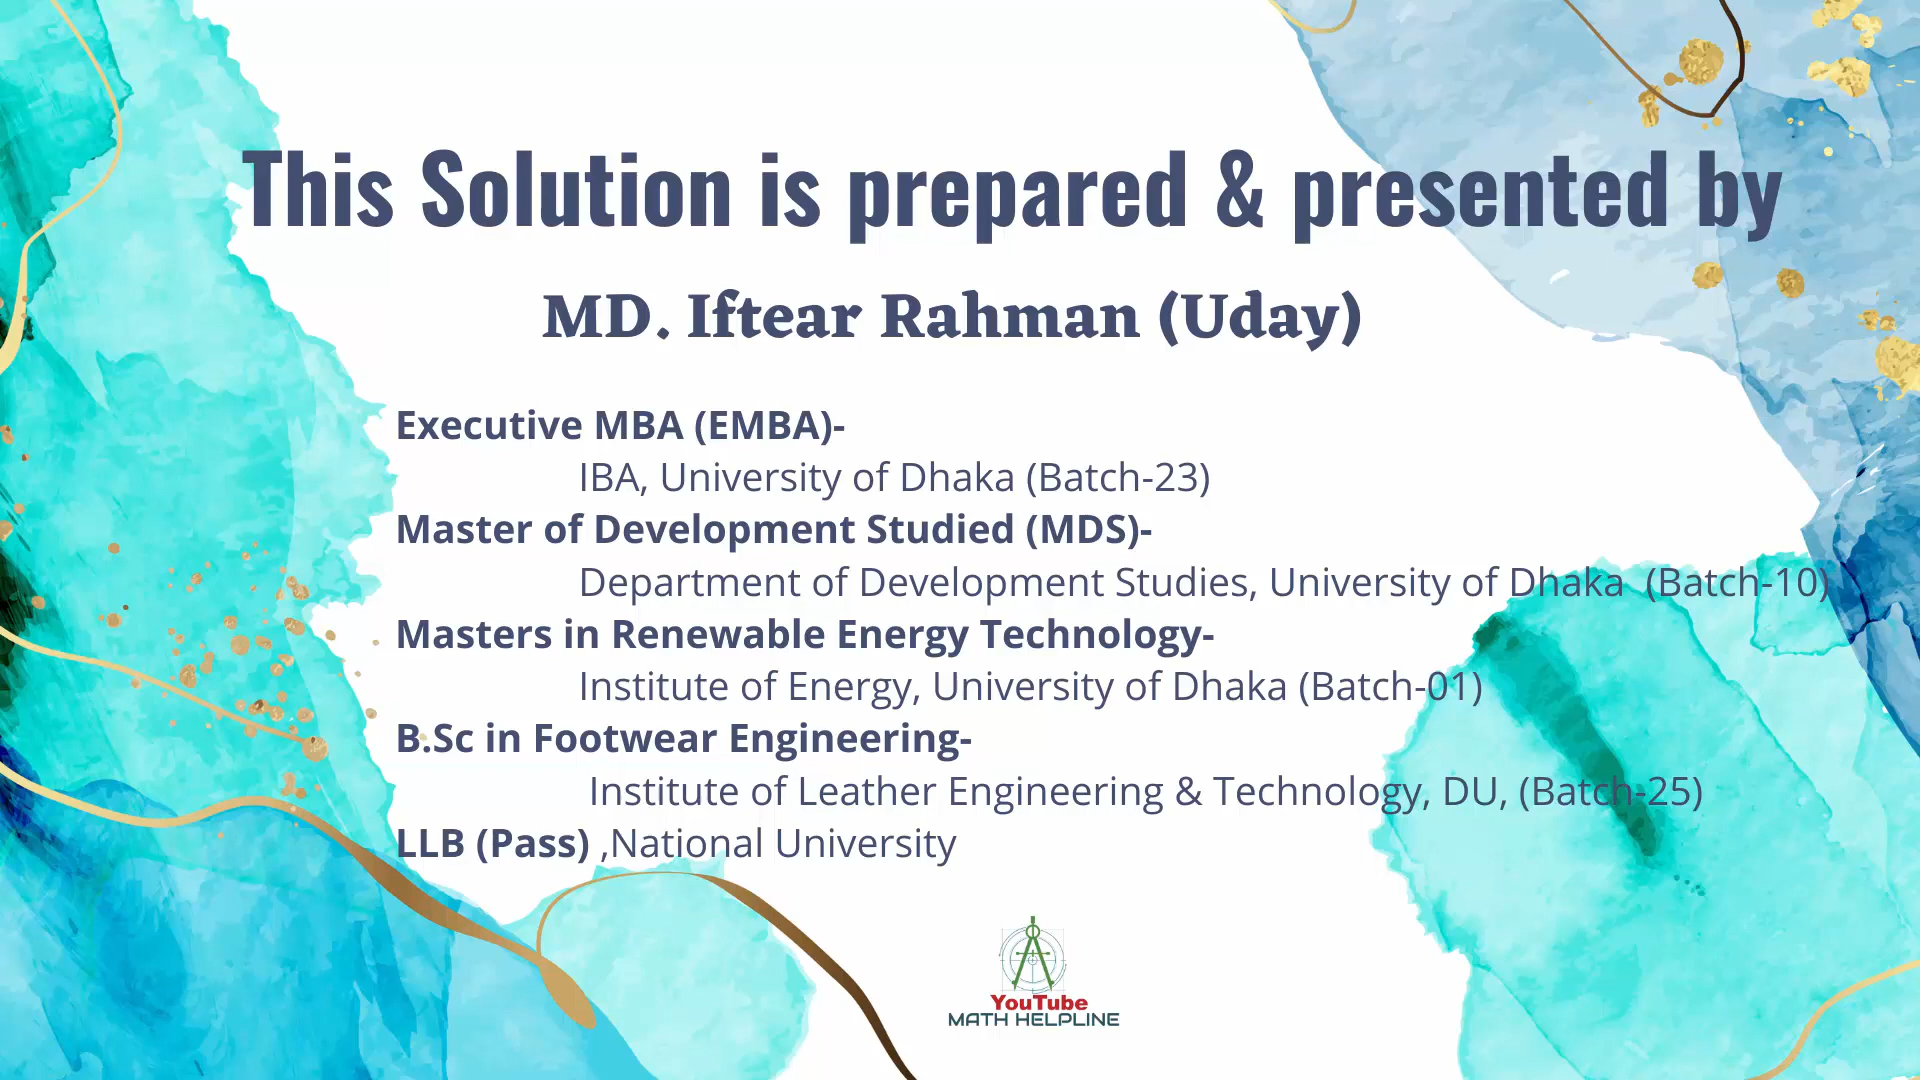 This Solution is prepared & presented by
MD. Iftear Rahman (Uday)
Executive MBA (EMBA)-
IBA, University of Dhaka (Batch-23)
Master of Development Studied (MDS)-
Department of Development Studies, University of Dhaka (Batch-10)
Masters in Renewable Energy Technology-
Institute of Energy, University of Dhaka (Batch-01)
B.Sc in Footwear Engineering-
Institute of Leather Engineering & Technology, DU, (Batch-25)
LLB (Pass) ,National University
YouTube
MATH HELPLINE